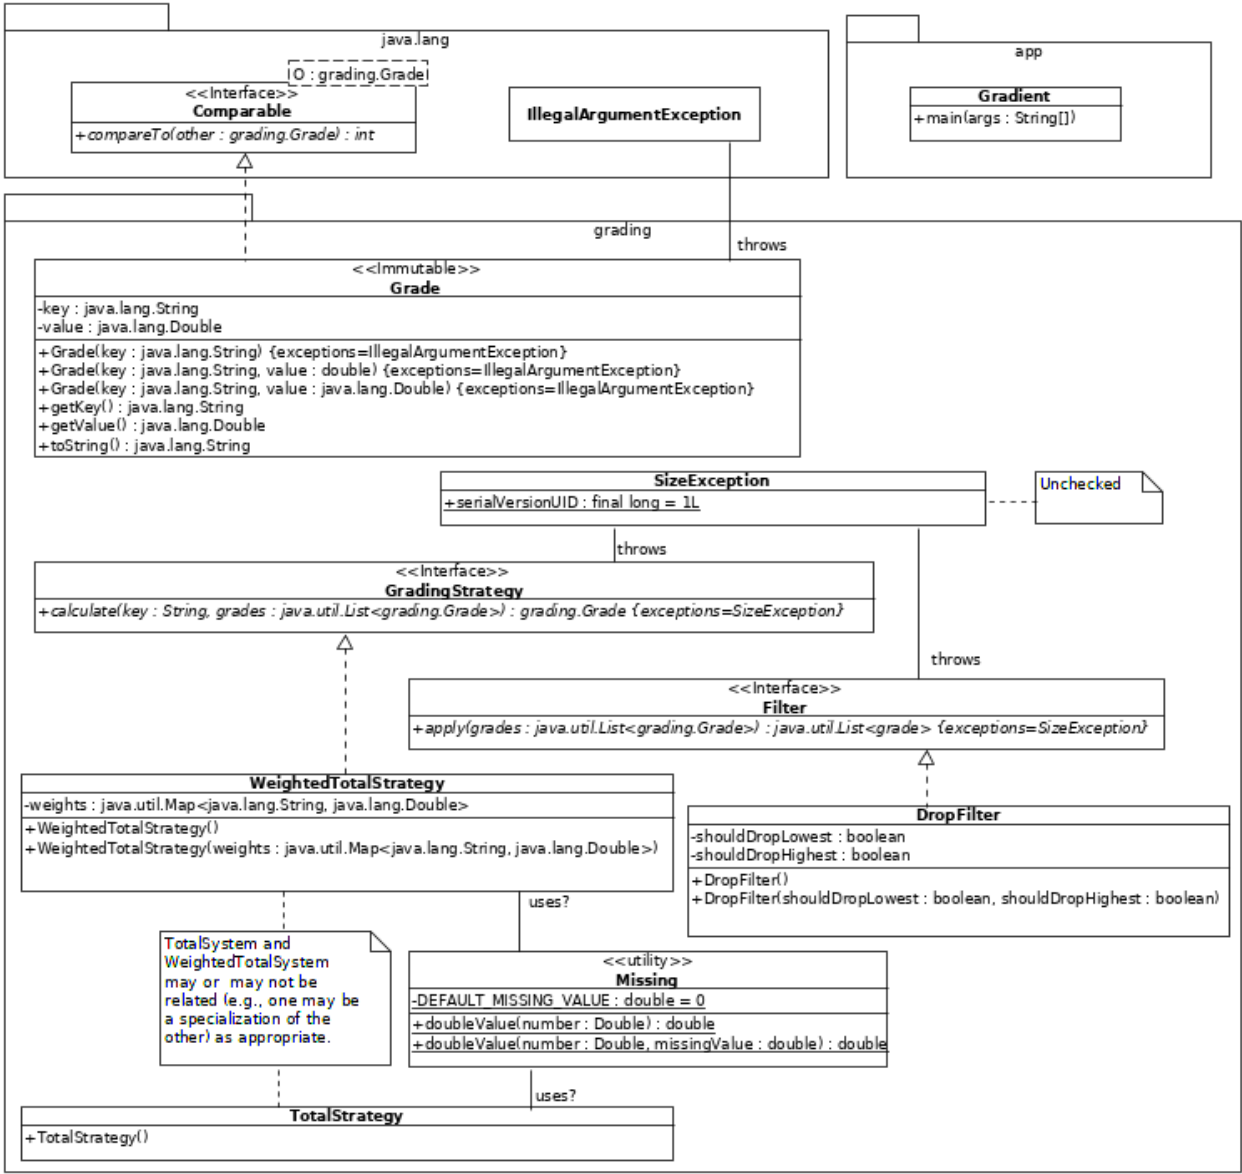 java.lang
O : grading.Grade
<<Interface>>
Comparable
+compareTo(other : grading.Grade) : int
IllegalArgumentException
app
Gradient
+main(args : String[])
grading
throws
<<Immutable>>
Grade
-key : java.lang.String
-value : java.lang.Double
+Grade(key : java.lang.String) {exceptions=IllegalArgumentException}
+Grade(key : java.lang.String, value : double) {exceptions=IllegalArgumentException}
+Grade(key : java.lang.String, value : java.lang.Double) {exceptions=IllegalArgumentException}
+getKey() : java.lang.String
+getValue() : java.lang.Double
+toString() : java.lang.String
SizeException
+serialVersionUID : final long = 1L
Unchecked
throws
<<Interface>>
GradingStrategy
+calculate(key : String, grades : java.util.List<grading.Grade>) : grading.Grade {exceptions=SizeException}
throws
<<Interface>>
Filter
+apply(grades : java.util.List<grading.Grade>) : java.util.List<grade> {exceptions=SizeException}
WeightedTotalStrategy
-weights : java.util.Map<java.lang.String, java.lang.Double>
+WeightedTotalStrategy()
+WeightedTotalStrategy(weights : java.util.Map<java.lang.String, java.lang.Double>)
DropFilter
-shouldDropLowest : boolean
-shouldDropHighest : boolean
+DropFilter()
+DropFilter(shouldDropLowest : boolean, shouldDropHighest : boolean)
uses?
TotalSystem and
WeightedTotalSystem
may or may not be
related (e.g., one may be
a specialization of the
other) as appropriate.
<<utility>>
Missing
-DEFAULT_MISSING_VALUE : double = 0
+doubleValue(number : Double) : double
+doubleValue(number : Double, missingValue : double) : double
uses?
TotalStrategy
+TotalStrategy()